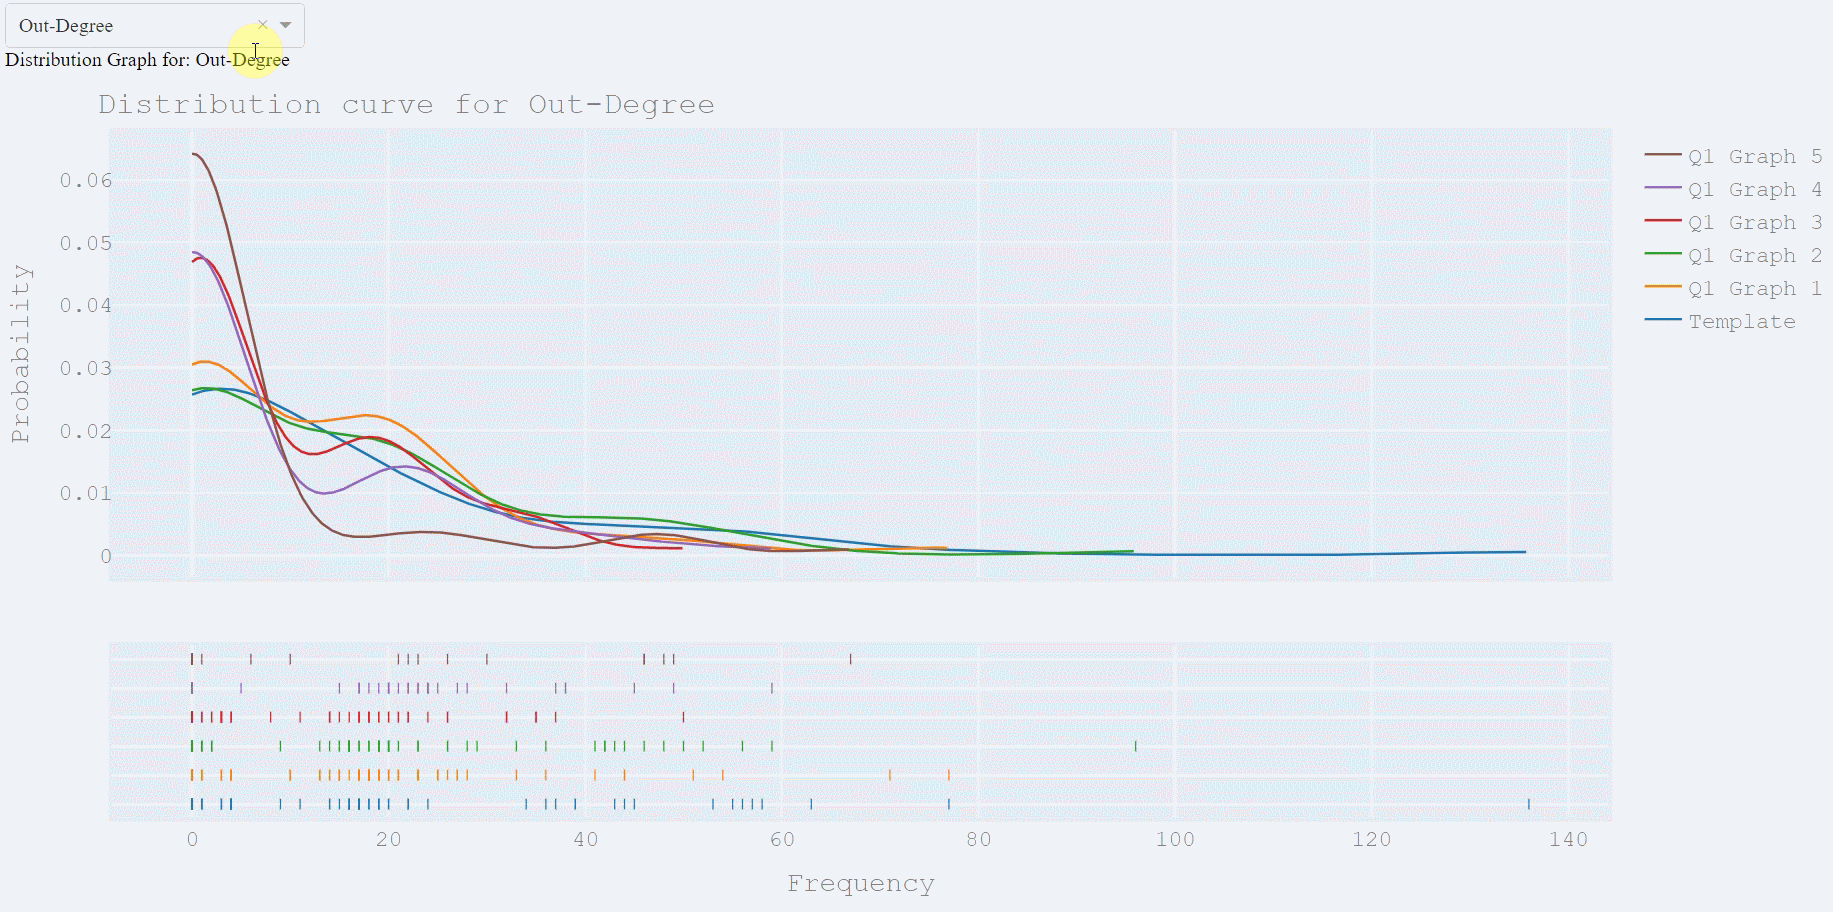 Out-Degree
Distribution Graph for: Out-Degree
Distribution curve for Out-Degree
Probability
0.06
0.05
0.04
0.03
0.02
0.01
0
Q1 Graph 5
Q1 Graph 4
Q1 Graph 3
Q1 Graph 2
Q1 Graph 1
Template
0 20 40 60 80 100 120 140
Frequency